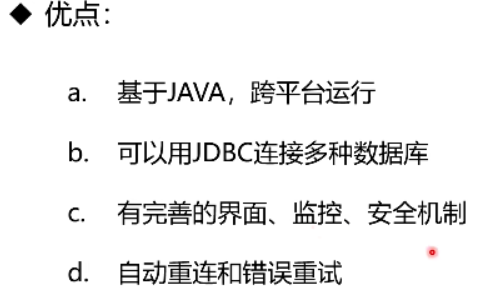 ◆ 优点：
a. 基于JAVA，跨平台运行
b. 可以用JDBC连接多种数据库
c. 有完善的界面、监控、安全机制
d. 自动重连和错误重试